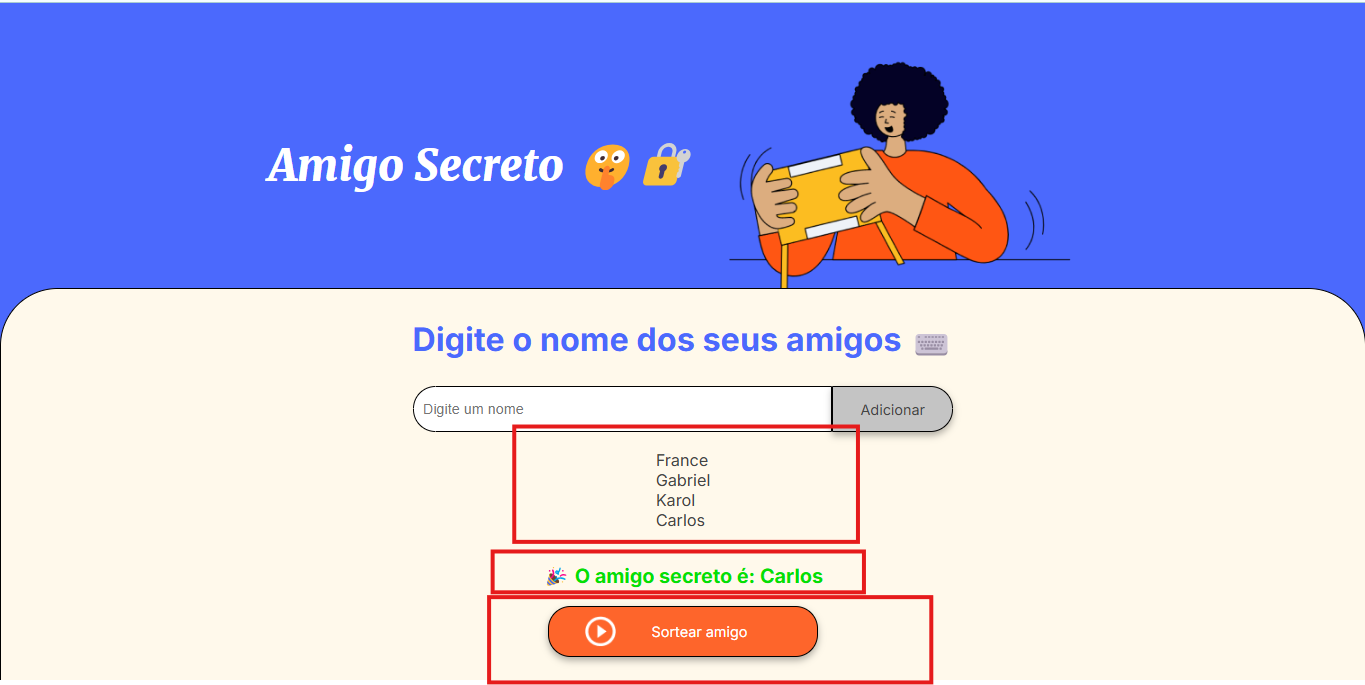 Amigo Secreto 🤫 🔐
Digite o nome dos seus amigos ⌨️
Digite um nome
Adicionar
France
Gabriel
Karol
Carlos
🎉 O amigo secreto é: Carlos
Sortear amigo